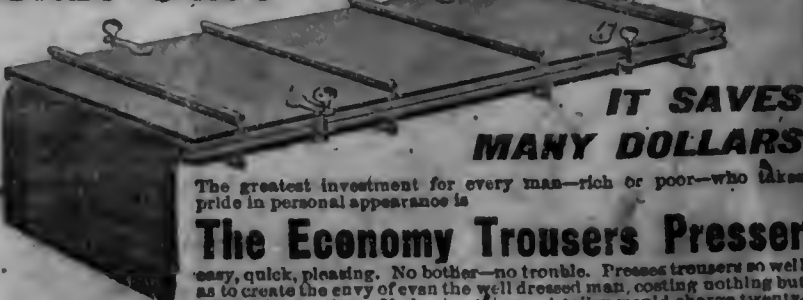 IT SAVES
MANY DOLLARS
The greatest investment for every man—rich or poor—who takes
pride in personal appearance is
The Economy Trousers Presser
easy, quick, pleasing. No bother—no trouble. Presses trousers so well
as to create the envy of even the well dressed man, costing nothing but